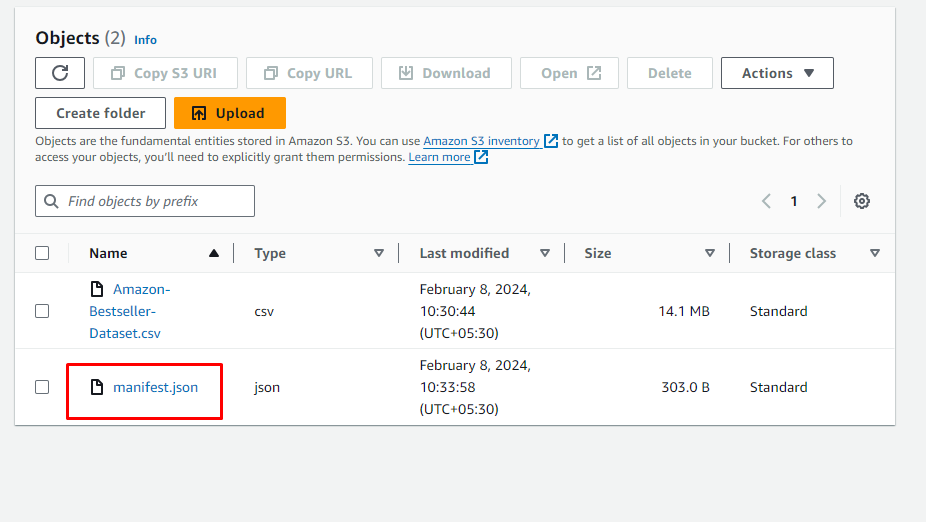 Objects (2) Info
Copy S3 URI Copy URL Download Open Delete Actions
Create folder Upload
Objects are the fundamental entities stored in Amazon S3. You can use Amazon S3 inventory to get a list of all objects in your bucket. For others to
access your objects, you'll need to explicitly grant them permissions. Learn more
Find objects by prefix 1
Name Type Last modified Size Storage class
Amazon-
Bestseller-
Dataset.csv
csv
February 8, 2024,
10:30:44
(UTC+05:30)
14.1 MB
Standard
manifest.json
json
February 8, 2024,
10:33:58
(UTC+05:30)
303.0 B
Standard